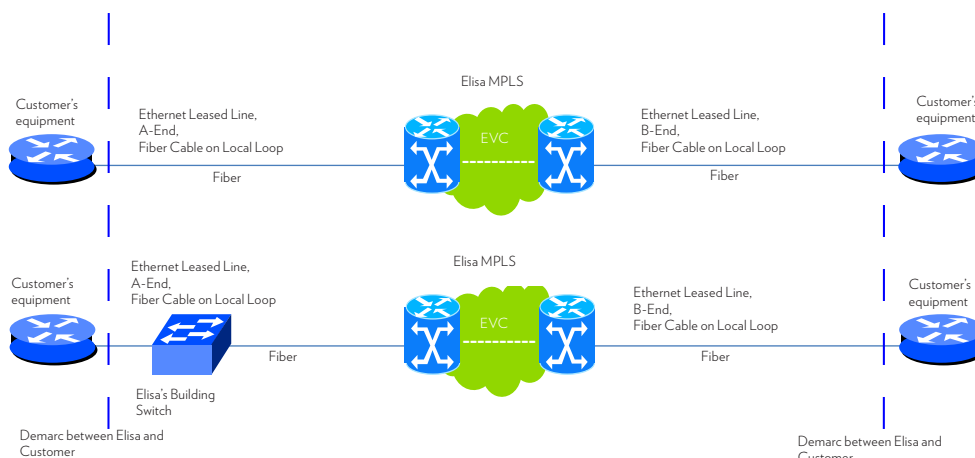 Elisa MPLS
Customer's
equipment
Ethernet Leased Line,
A-End,
Fiber Cable on Local Loop
Fiber
EVC
Ethernet Leased Line,
B-End,
Fiber Cable on Local Loop
Fiber
Customer's
equipment
Elisa MPLS
Customer's
equipment
Ethernet Leased Line,
A-End,
Fiber Cable on Local Loop
Fiber
Elisa's Building
Switch
EVC
Ethernet Leased Line,
B-End,
Fiber Cable on Local Loop
Fiber
Customer's
equipment
Demarc between Elisa and
Customer
Demarc between Elisa and
Customer